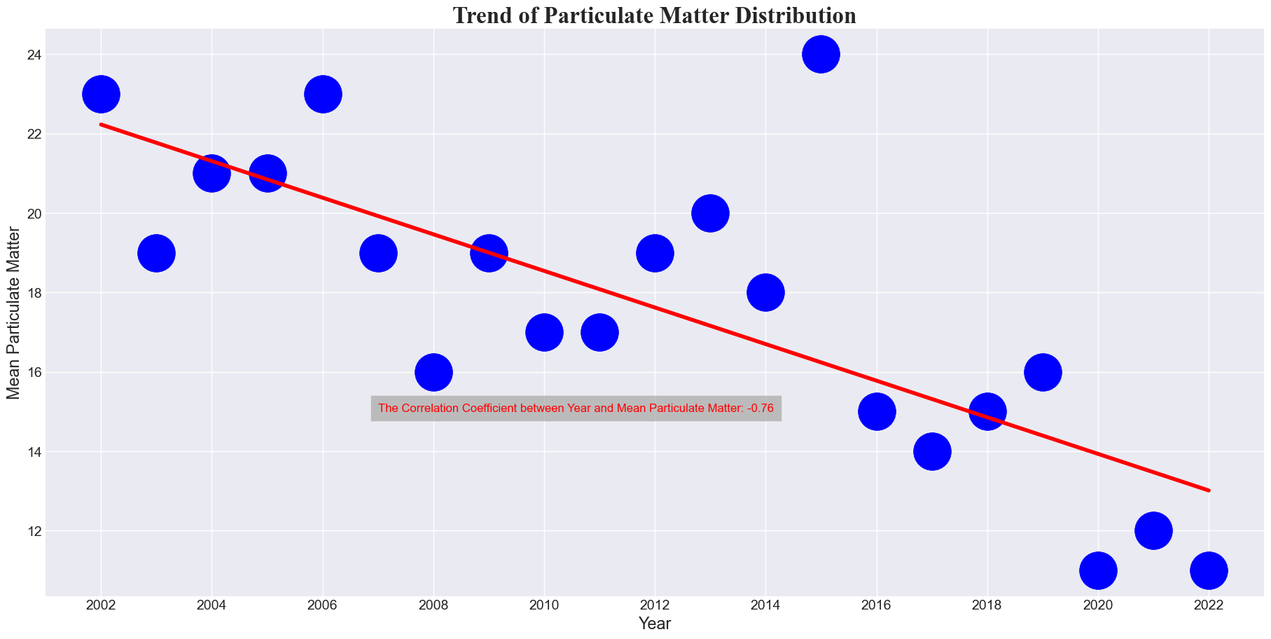 Trend of Particulate Matter Distribution
24
22
20
18
16
14
12
Mean Particulate Matter
The Correlation Coefficient between Year and Mean Particulate Matter: -0.76
2002 2004 2006 2008 2010 2012 2014 2016 2018 2020 2022
Year